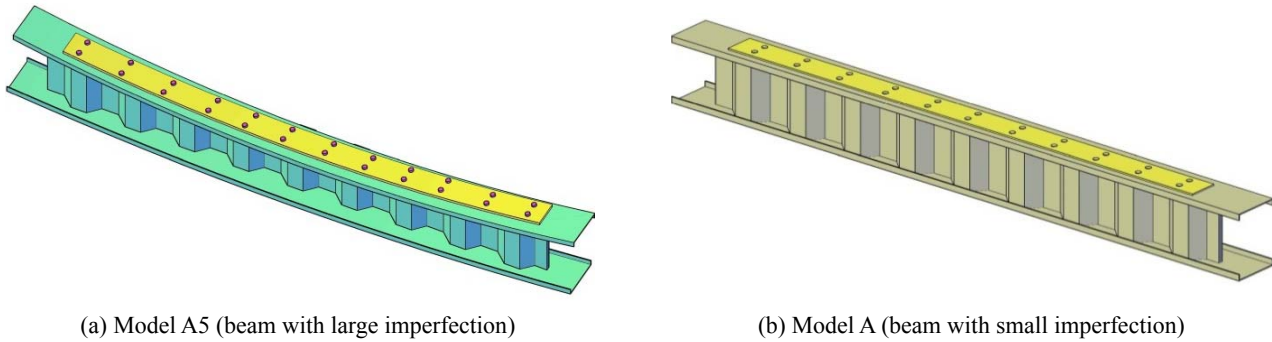 (a) Model A5 (beam with large imperfection)
(b) Model A (beam with small imperfection)